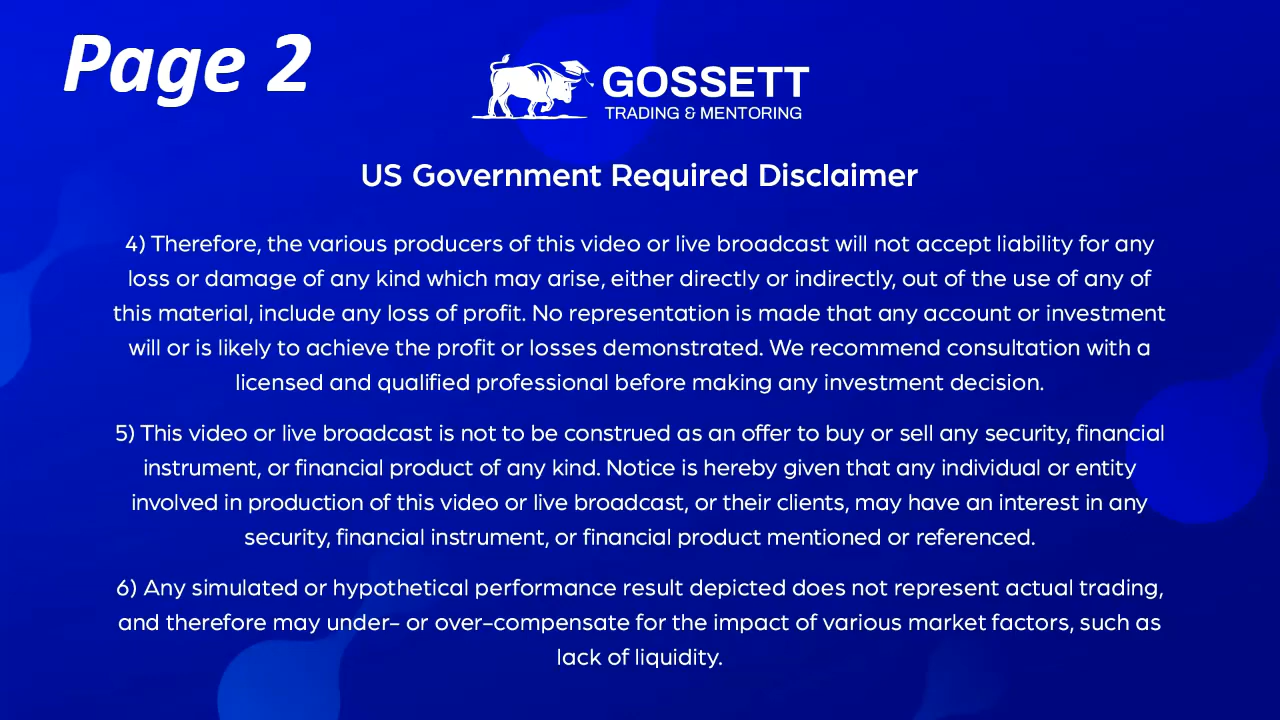 Page 2
GOSSETT
TRADING & MENTORING
US Government Required Disclaimer
4) Therefore, the various producers of this video or live broadcast will not accept liability for any
loss or damage of any kind which may arise, either directly or indirectly, out of the use of any of
this material, include any loss of profit. No representation is made that any account or investment
will or is likely to achieve the profit or losses demonstrated. We recommend consultation with a
licensed and qualified professional before making any investment decision.
5) This video or live broadcast is not to be construed as an offer to buy or sell any security, financial
instrument, or financial product of any kind. Notice is hereby given that any individual or entity
involved in production of this video or live broadcast, or their clients, may have an interest in any
security, financial instrument, or financial product mentioned or referenced.
6) Any simulated or hypothetical performance result depicted does not represent actual trading,
and therefore may under- or over-compensate for the impact of various market factors, such as
lack of liquidity.